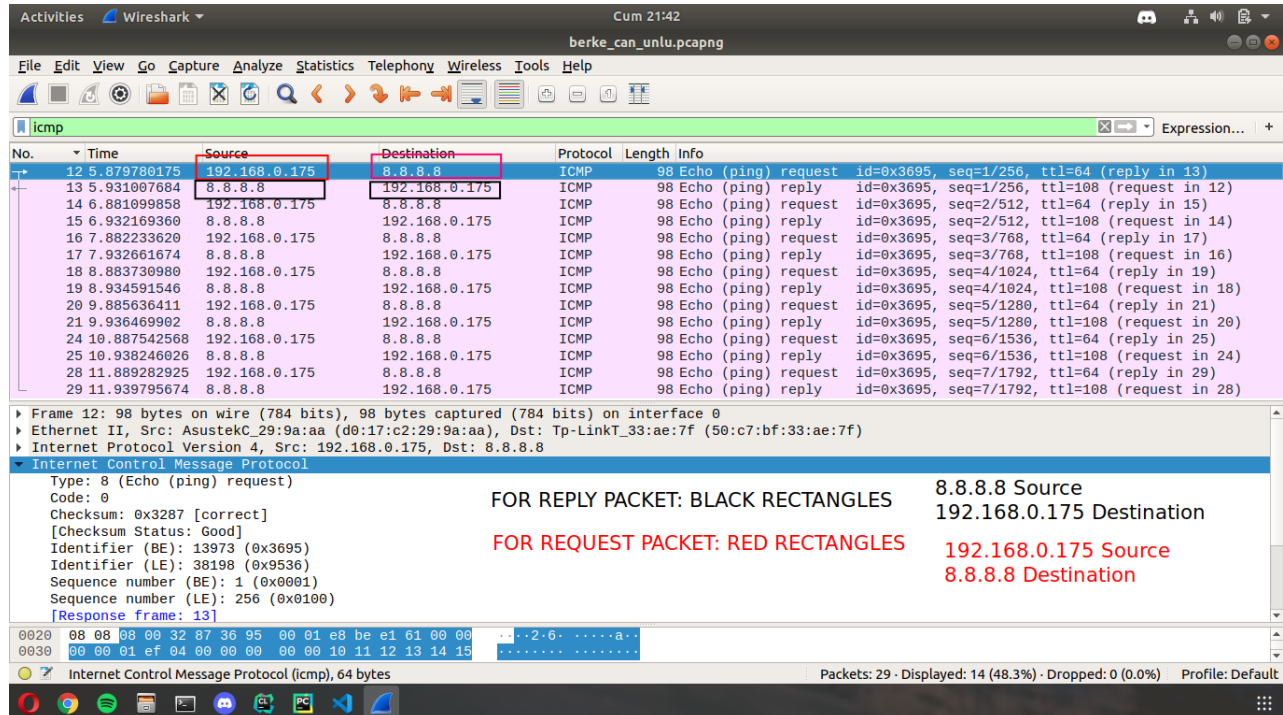 Activities Wireshark Cum 21:42
berke_can_unlu.pcapng
File Edit View Go Capture Analyze Statistics Telephony Wireless Tools Help
icmp Expression... +
No. Time Source Destination Protocol Length Info
12 5.879780175 192.168.0.175 8.8.8.8 ICMP 98 Echo (ping) request id=0x3695, seq=1/256, ttl=64 (reply in 13)
13 5.931007684 8.8.8.8 192.168.0.175 ICMP 98 Echo (ping) reply id=0x3695, seq=1/256, ttl=108 (request in 12)
14 6.881099858 192.168.0.175 8.8.8.8 ICMP 98 Echo (ping) request id=0x3695, seq=2/512, ttl=64 (reply in 15)
15 6.932169360 8.8.8.8 192.168.0.175 ICMP 98 Echo (ping) reply id=0x3695, seq=2/512, ttl=108 (request in 14)
16 7.882233620 192.168.0.175 8.8.8.8 ICMP 98 Echo (ping) request id=0x3695, seq=3/768, ttl=64 (reply in 17)
17 7.932661674 8.8.8.8 192.168.0.175 ICMP 98 Echo (ping) reply id=0x3695, seq=3/768, ttl=108 (request in 16)
18 8.883730980 192.168.0.175 8.8.8.8 ICMP 98 Echo (ping) request id=0x3695, seq=4/1024, ttl=64 (reply in 19)
19 8.934591546 8.8.8.8 192.168.0.175 ICMP 98 Echo (ping) reply id=0x3695, seq=4/1024, ttl=108 (request in 18)
20 9.885636411 192.168.0.175 8.8.8.8 ICMP 98 Echo (ping) request id=0x3695, seq=5/1280, ttl=64 (reply in 21)
21 9.936469902 8.8.8.8 192.168.0.175 ICMP 98 Echo (ping) reply id=0x3695, seq=5/1280, ttl=108 (request in 20)
24 10.887542568 192.168.0.175 8.8.8.8 ICMP 98 Echo (ping) request id=0x3695, seq=6/1536, ttl=64 (reply in 25)
25 10.938246026 8.8.8.8 192.168.0.175 ICMP 98 Echo (ping) reply id=0x3695, seq=6/1536, ttl=108 (request in 24)
28 11.889282925 192.168.0.175 8.8.8.8 ICMP 98 Echo (ping) request id=0x3695, seq=7/1792, ttl=64 (reply in 29)
29 11.939795674 8.8.8.8 192.168.0.175 ICMP 98 Echo (ping) reply id=0x3695, seq=7/1792, ttl=108 (request in 28)
Frame 12: 98 bytes on wire (784 bits), 98 bytes captured (784 bits) on interface 0
Ethernet II, Src: AsustekC_29:9a:aa (d0:17:c2:29:9a:aa), Dst: Tp-LinkT_33:ae:7f (50:c7:bf:33:ae:7f)
Internet Protocol Version 4, Src: 192.168.0.175, Dst: 8.8.8.8
Internet Control Message Protocol
Type: 8 (Echo (ping) request)
Code: 0
Checksum: 0x3287 [correct]
[Checksum Status: Good]
Identifier (BE): 13973 (0x3695)
Identifier (LE): 38198 (0x9536)
Sequence number (BE): 1 (0x0001)
Sequence number (LE): 256 (0x0100)
[Response frame: 13]
FOR REPLY PACKET: BLACK RECTANGLES
8.8.8.8 Source
192.168.0.175 Destination
FOR REQUEST PACKET: RED RECTANGLES
192.168.0.175 Source
8.8.8.8 Destination
0020 08 08 08 00 32 87 36 95 00 01 e8 be e1 61 00 00 ····2·6· ·····a··
0030 00 00 01 ef 04 00 00 00 00 00 10 11 12 13 14 15 ········ ········
Internet Control Message Protocol (icmp), 64 bytes Packets: 29 · Displayed: 14 (48.3%) · Dropped: 0 (0.0%) Profile: Default
CL PC